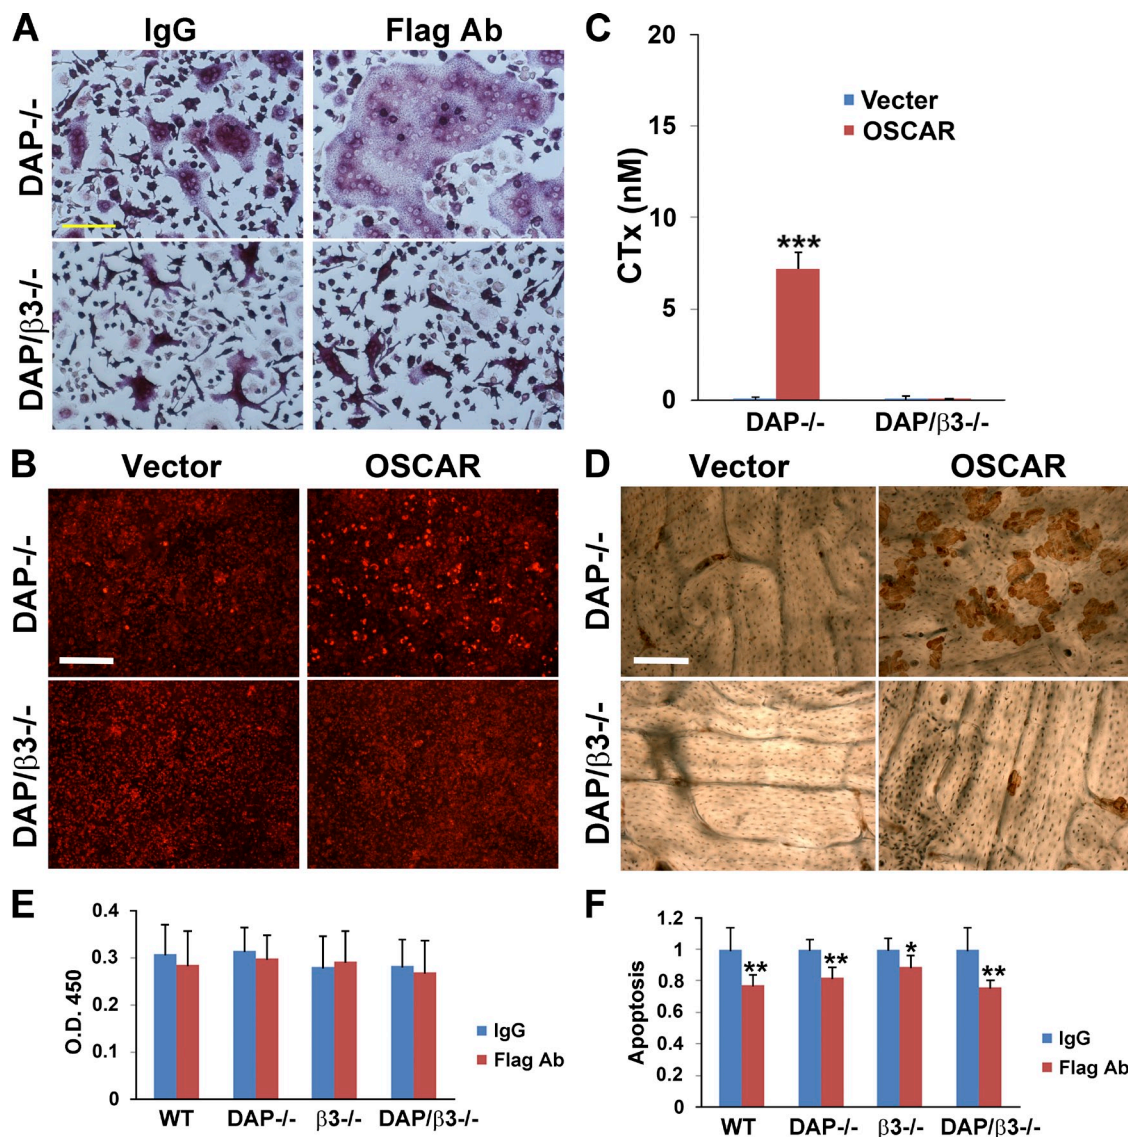 A
IgG
Flag Ab
DAP-/-
DAP/β3-/-
C
20
15
10
5
0
CTx (nM)
Vecter
OSCAR
***
DAP-/-
DAP/β3-/-
B
Vector
OSCAR
DAP-/-
DAP/β3-/-
D
Vector
OSCAR
DAP-/-
DAP/β3-/-
E
0.4
0.3
0.2
0.1
0
O.D. 450
IgG
Flag Ab
WT
DAP-/-
β3-/-
DAP/β3-/-
F
1.2
1
0.8
0.6
0.4
0.2
0
Apoptosis
**
**
*
**
IgG
Flag Ab
WT
DAP-/-
β3-/-
DAP/β3-/-